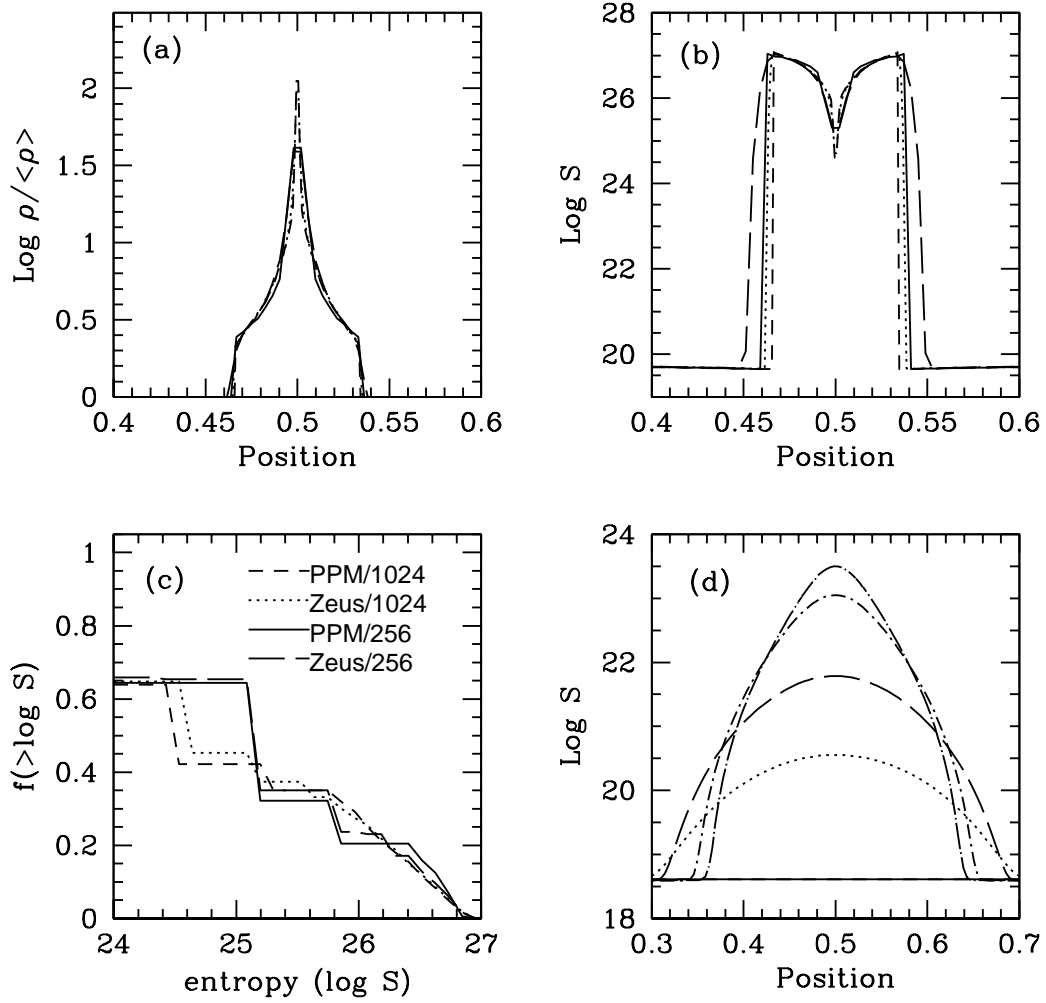 (a)
Log ρ/<ρ>
2
1.5
1
0.5
0
0.4 0.45 0.5 0.55 0.6
Position
(b)
Log S
28
26
24
22
20
0.4 0.45 0.5 0.55 0.6
Position
(c)
f(>log S)
1
0.8
0.6
0.4
0.2
0
PPM/1024
Zeus/1024
PPM/256
Zeus/256
24 25 26 27
entropy (log S)
(d)
Log S
24
22
20
18
0.3 0.4 0.5 0.6 0.7
Position